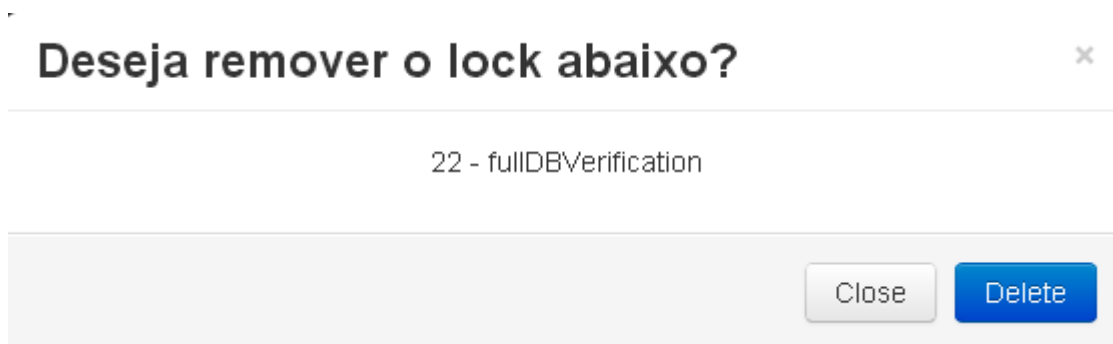 Deseja remover o lock abaixo?
×
22 - fullDBVerification
Close
Delete